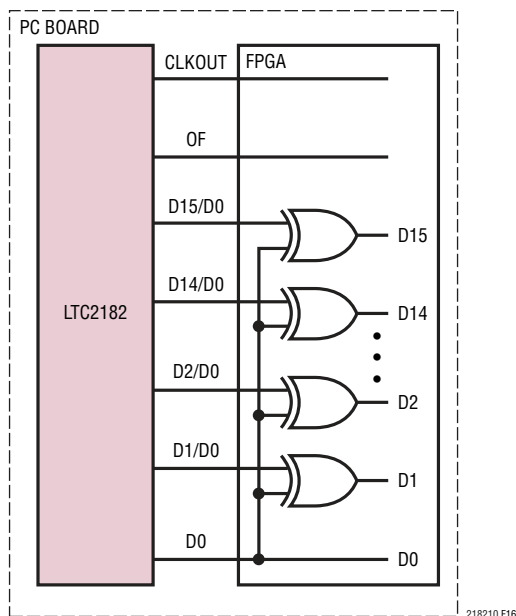 PC BOARD
CLKOUT FPGA
OF
D15/D0
D15
D14/D0
LTC2182
D14
D2/D0
D2
D1/D0
D1
D0
D0
218210 F16